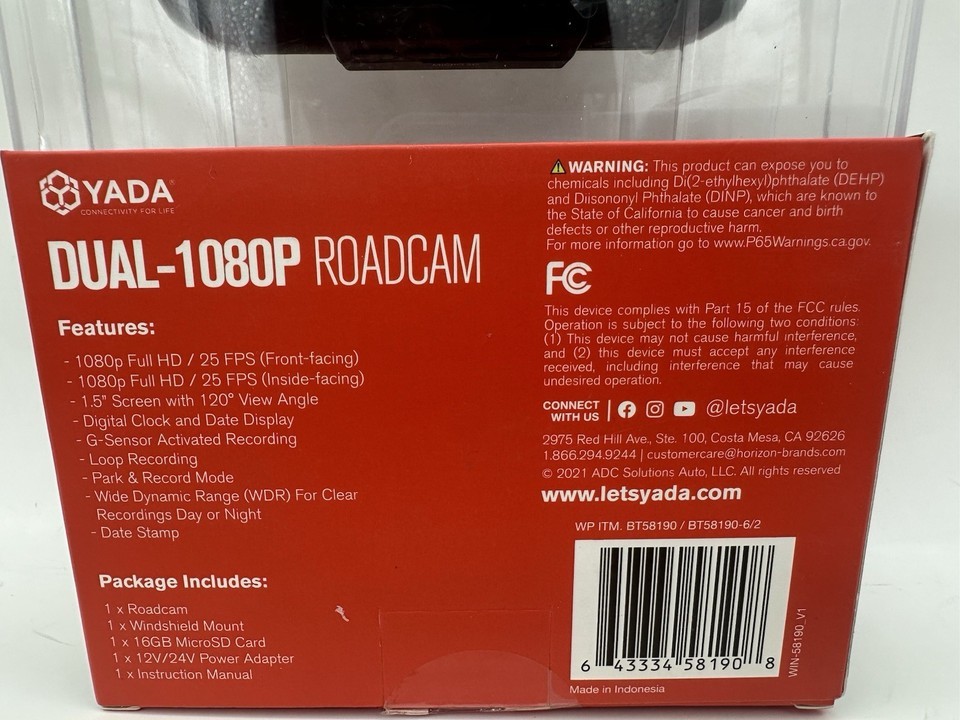 YADA
CONNECTIVITY FOR LIFE
DUAL-1080P ROADCAM
Features:
- 1080p Full HD / 25 FPS (Front-facing)
- 1080p Full HD / 25 FPS (Inside-facing)
- 1.5" Screen with 120° View Angle
- Digital Clock and Date Display
- G-Sensor Activated Recording
- Loop Recording
- Park & Record Mode
- Wide Dynamic Range (WDR) For Clear
Recordings Day or Night
- Date Stamp
Package Includes:
1 x Roadcam
1 x Windshield Mount
1 x 16GB MicroSD Card
1 x 12V/24V Power Adapter
1 x Instruction Manual
⚠WARNING: This product can expose you to
chemicals including Di(2-ethylhexyl)phthalate (DEHP)
and Diisononyl Phthalate (DINP), which are known to
the State of California to cause cancer and birth
defects or other reproductive harm.
For more information go to www.P65Warnings.ca.gov.
FC
This device complies with Part 15 of the FCC rules.
Operation is subject to the following two conditions:
(1) This device may not cause harmful interference,
and (2) this device must accept any interference
received, including interference that may cause
undesired operation.
CONNECT
WITH US
@letsyada
2975 Red Hill Ave., Ste. 100, Costa Mesa, CA 92626
1.866.294.9244 | customercare@horizon-brands.com
© 2021 ADC Solutions Auto, LLC. All rights reserved
www.letsyada.com
WP ITM. BT58190 / BT58190-6/2
6 43334 58190 8
Made in Indonesia
WIN-58190_V1